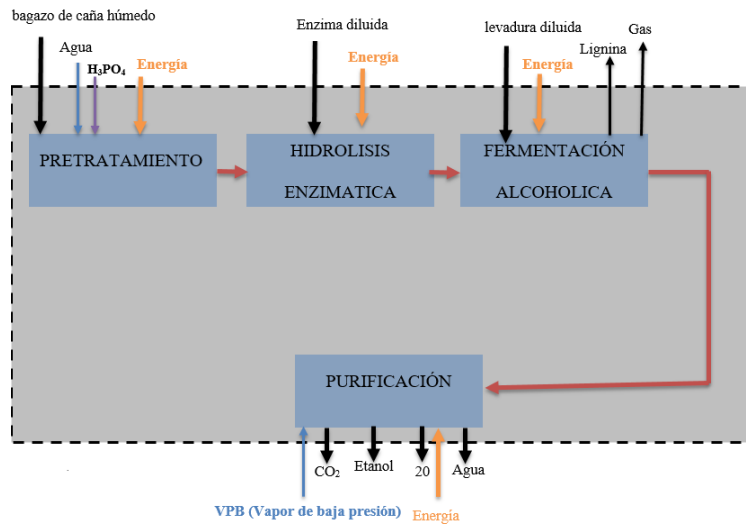 bagazo de caña húmedo
Agua
H₃PO₄
Energía
Enzima diluida
Energía
levadura diluida
Energía
Lignina
Gas
PRETRATAMIENTO
HIDROLISIS
ENZIMATICA
FERMENTACIÓN
ALCOHOLICA
PURIFICACIÓN
CO₂
Etanol
20
Agua
VPB (Vapor de baja presión)
Energía